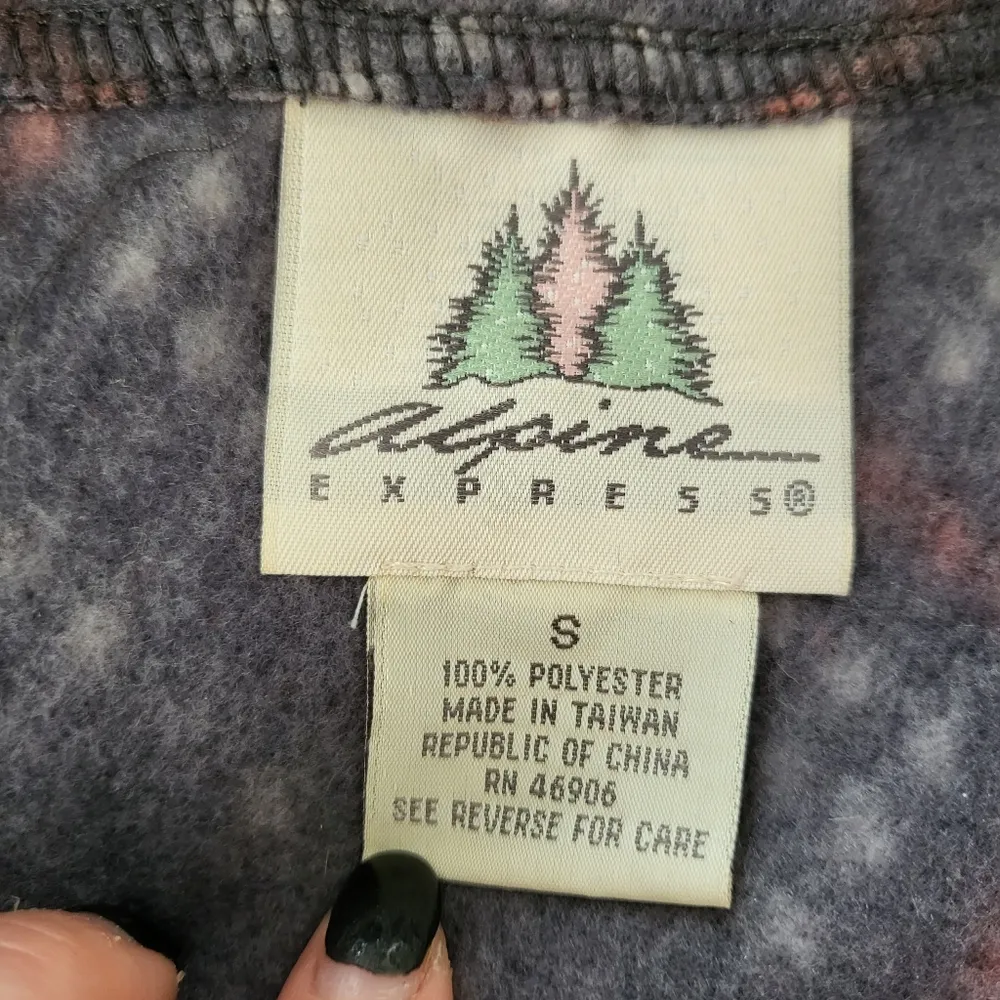 Alpine
EXPRESS®
S
100% POLYESTER
MADE IN TAIWAN
REPUBLIC OF CHINA
RN 46906
SEE REVERSE FOR CARE